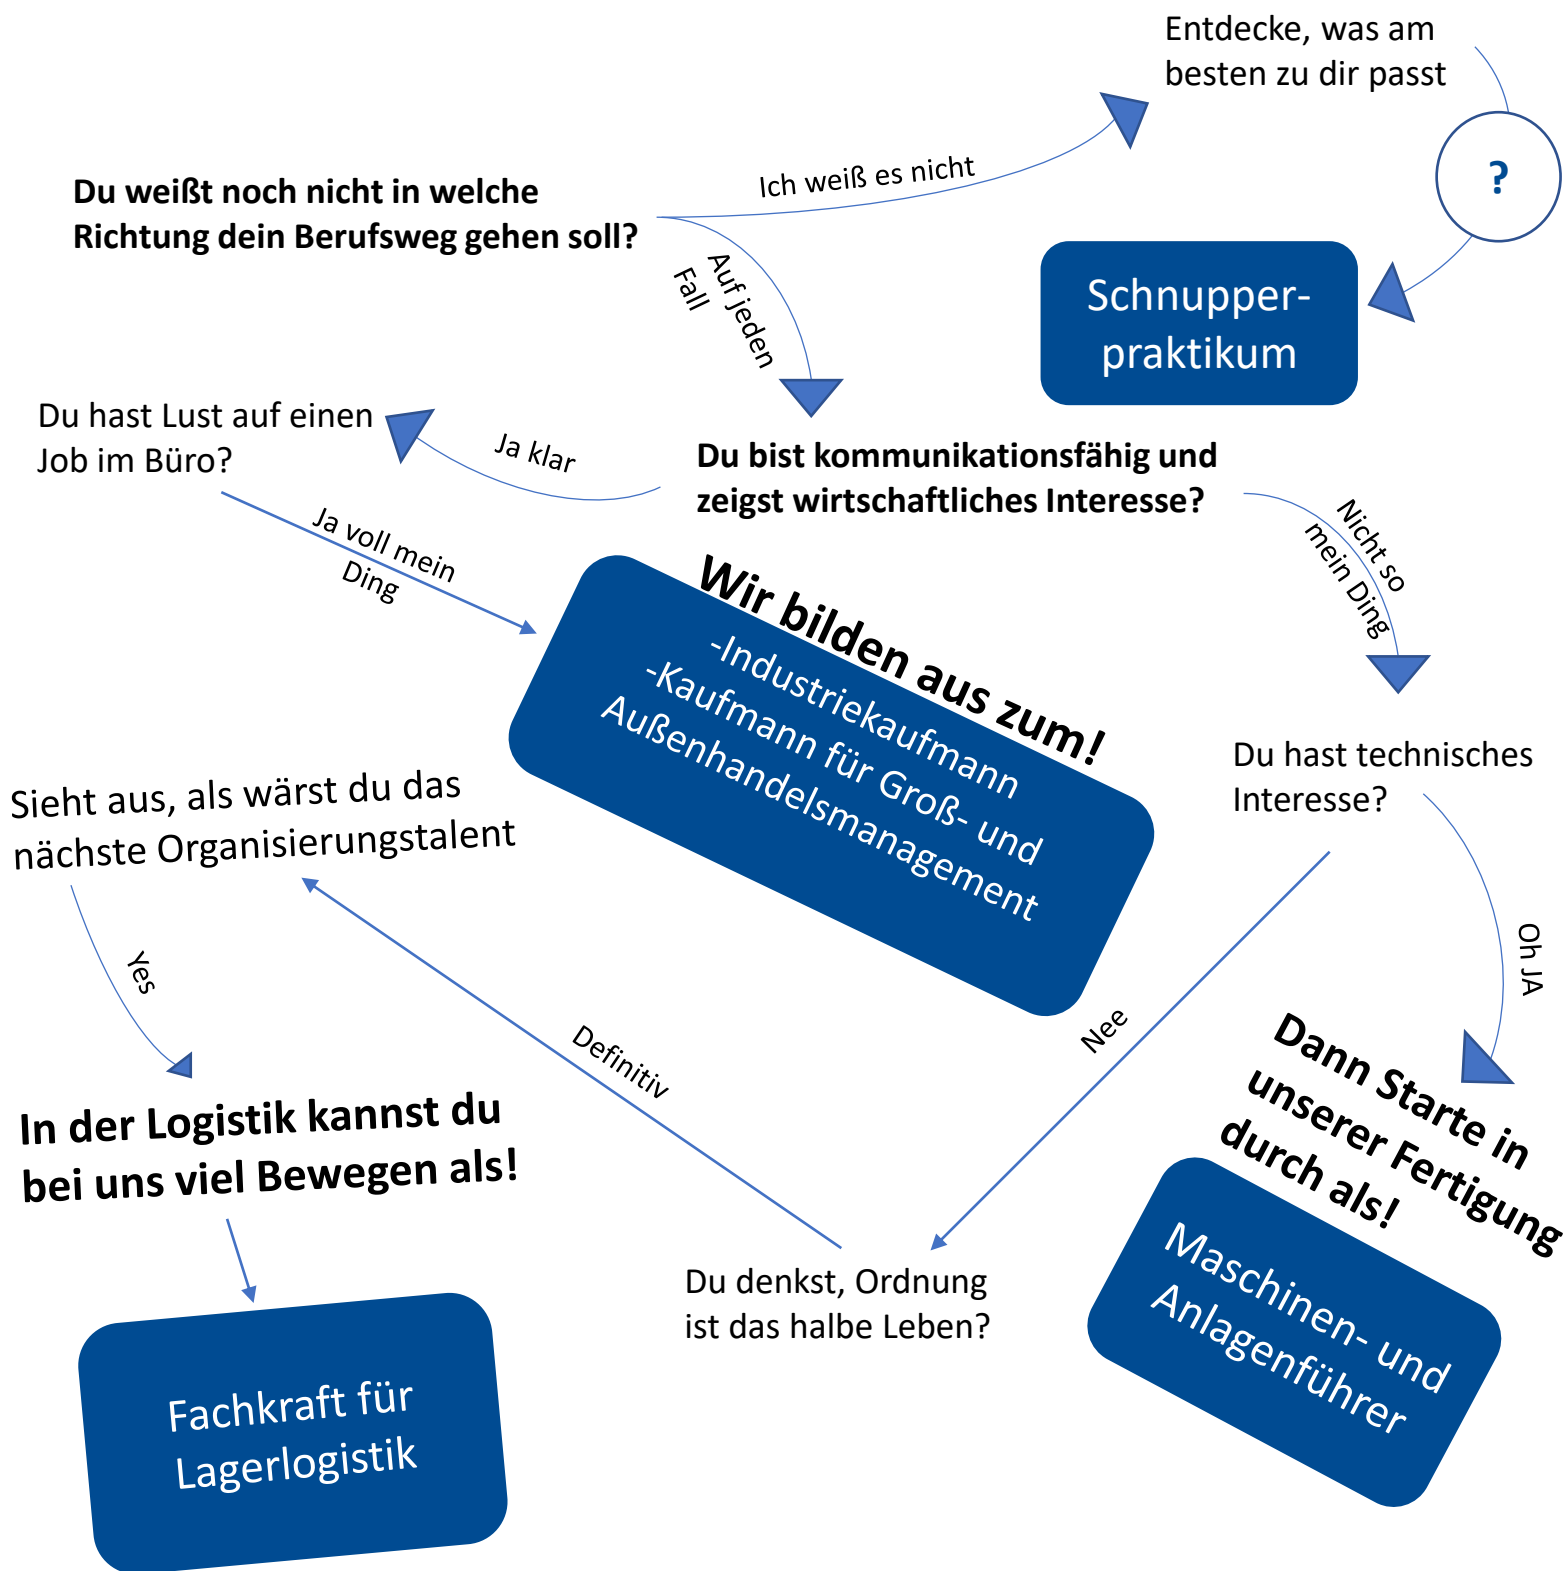 Entdecke, was am
besten zu dir passt
?
Ich weiß es nicht
Du weißt noch nicht in welche
Richtung dein Berufsweg gehen soll?
Auf jeden
Fall
Schnupper-
praktikum
Du hast Lust auf einen
Job im Büro?
Ja klar
Du bist kommunikationsfähig und
zeigst wirtschaftliches Interesse?
Ja voll mein
Ding
Nicht so
mein Ding
Wir bilden aus zum!
-Industriekaufmann
-Kaufmann für Groß- und
Außenhandelsmanagement
Du hast technisches
Interesse?
Sieht aus, als wärst du das
nächste Organisierungstalent
Yes
Definitiv
Nee
Oh JA
Dann Starte in
unserer Fertigung
durch als!
In der Logistik kannst du
bei uns viel Bewegen als!
Du denkst, Ordnung
ist das halbe Leben?
Maschinen- und
Anlagenführer
Fachkraft für
Lagerlogistik